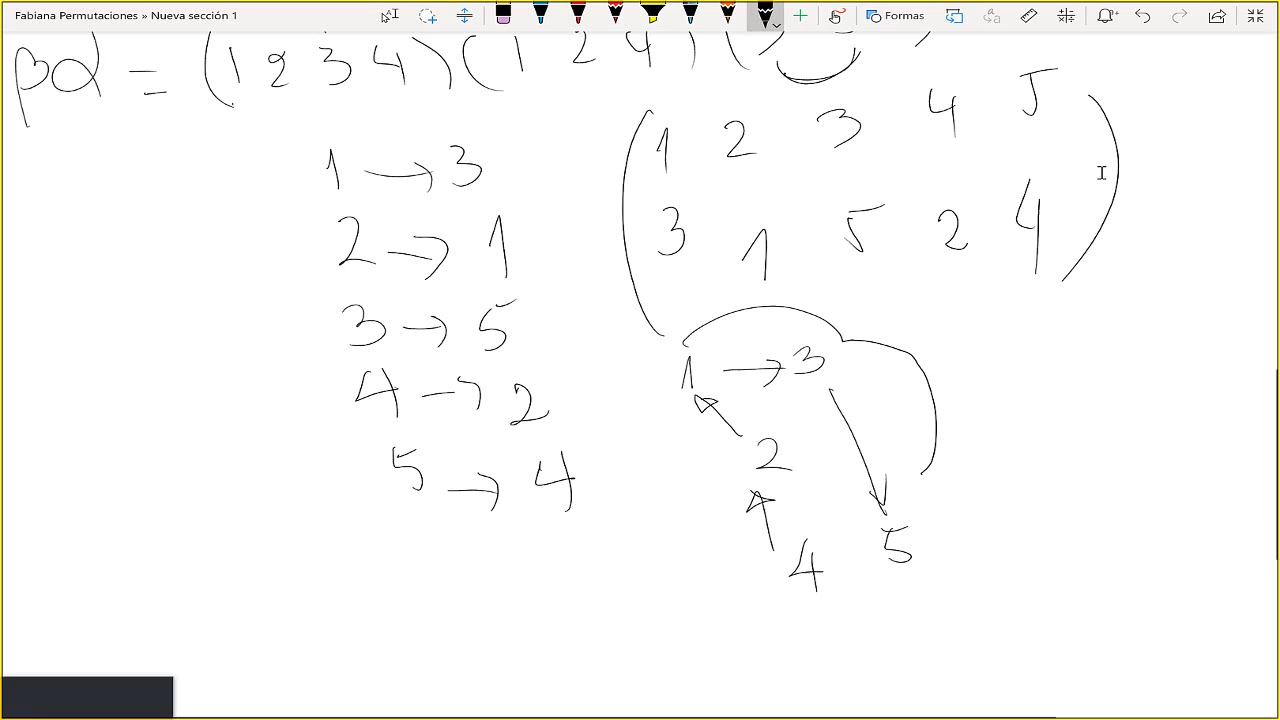 Fabiana Permutaciones » Nueva sección 1
Formas
βα = (1 2 3 4)(1 2 4)(
1 2 3 4 5
3 1 5 2 4
1 → 3
2 → 1
3 → 5
4 → 2
5 → 4
1 → 3
2
4 5